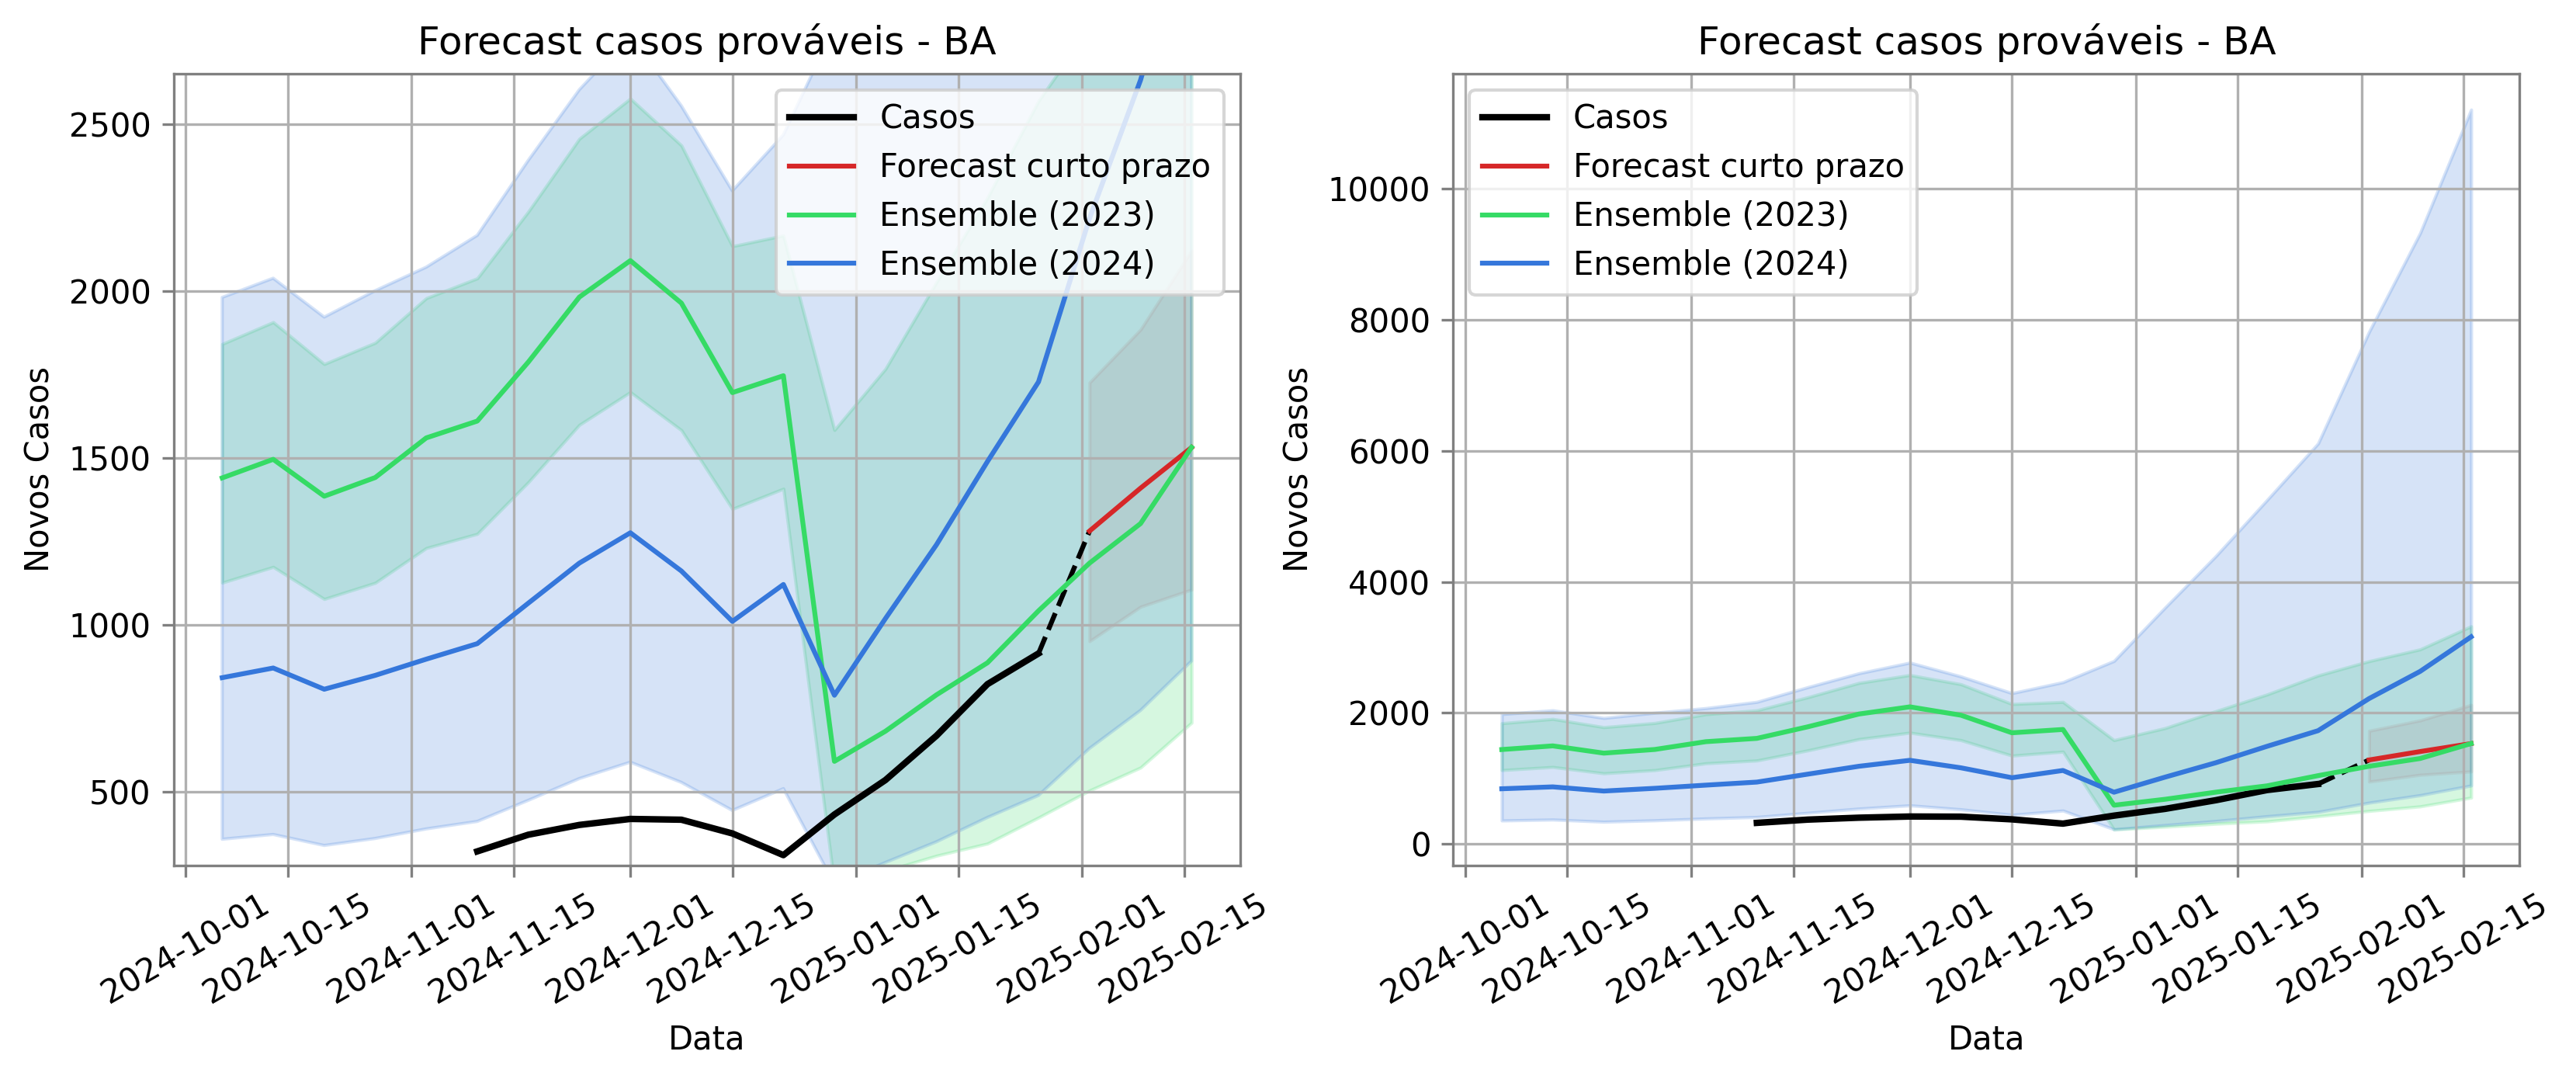 Forecast casos prováveis - BA
Novos Casos
2500
2000
1500
1000
500
Casos
Forecast curto prazo
Ensemble (2023)
Ensemble (2024)
2024-10-01
2024-10-15
2024-11-01
2024-11-15
2024-12-01
2024-12-15
2025-01-01
2025-01-15
2025-02-01
2025-02-15
Data
Forecast casos prováveis - BA
Novos Casos
10000
8000
6000
4000
2000
0
Casos
Forecast curto prazo
Ensemble (2023)
Ensemble (2024)
2024-10-01
2024-10-15
2024-11-01
2024-11-15
2024-12-01
2024-12-15
2025-01-01
2025-01-15
2025-02-01
2025-02-15
Data